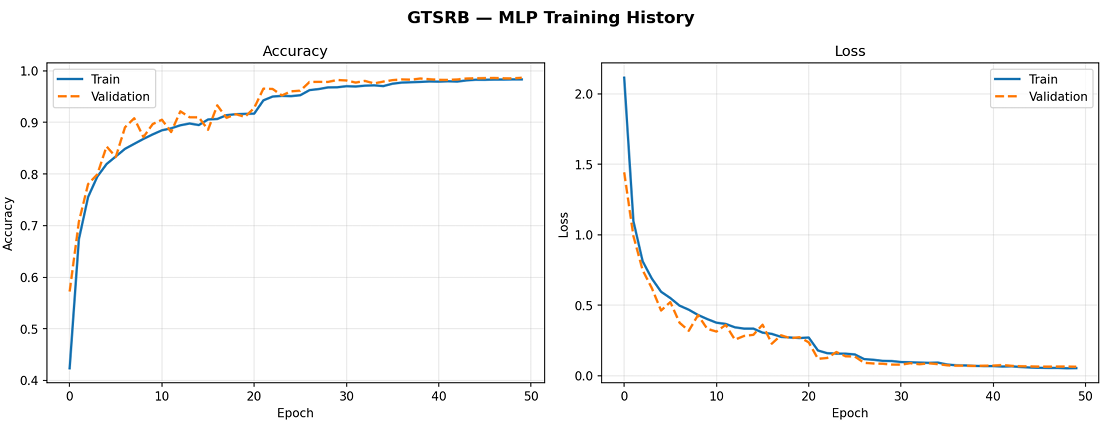 GTSRB — MLP Training History
Accuracy
Train
Validation
1.0
0.9
0.8
0.7
0.6
0.5
0.4
Accuracy
0 10 20 30 40 50
Epoch
Loss
Train
Validation
2.0
1.5
1.0
0.5
0.0
Loss
0 10 20 30 40 50
Epoch